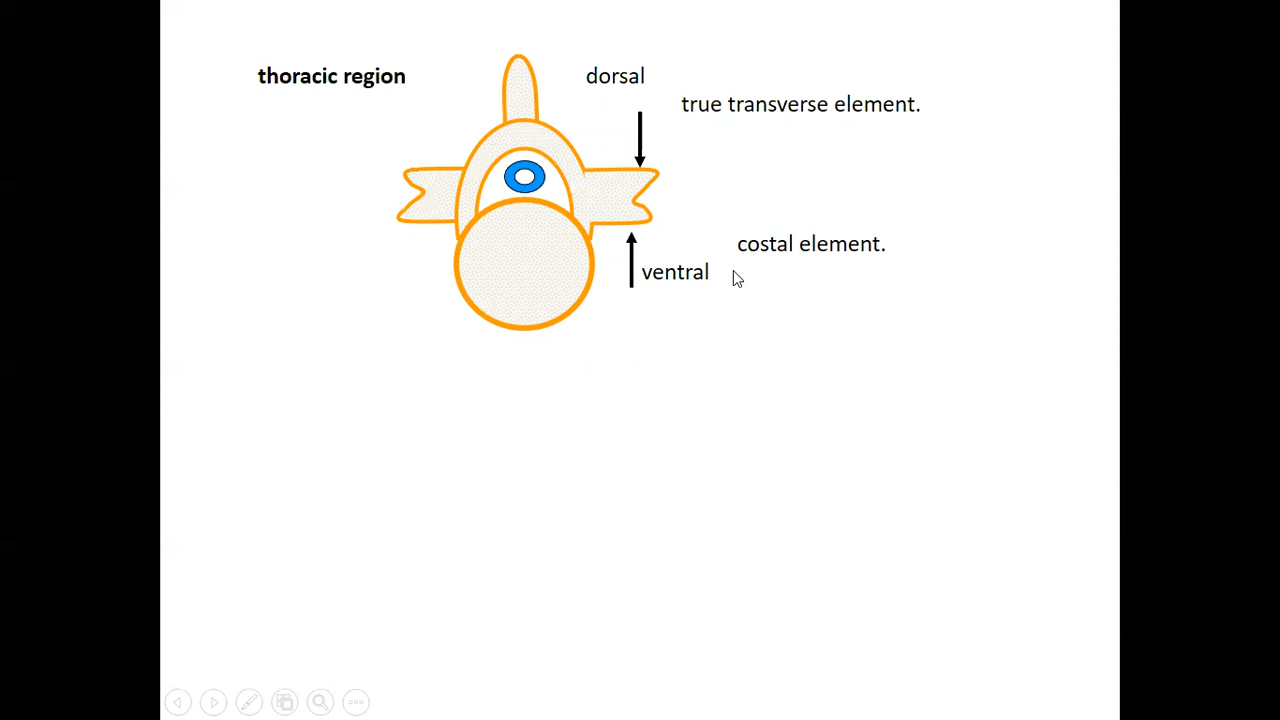 thoracic region
dorsal
true transverse element.
costal element.
ventral